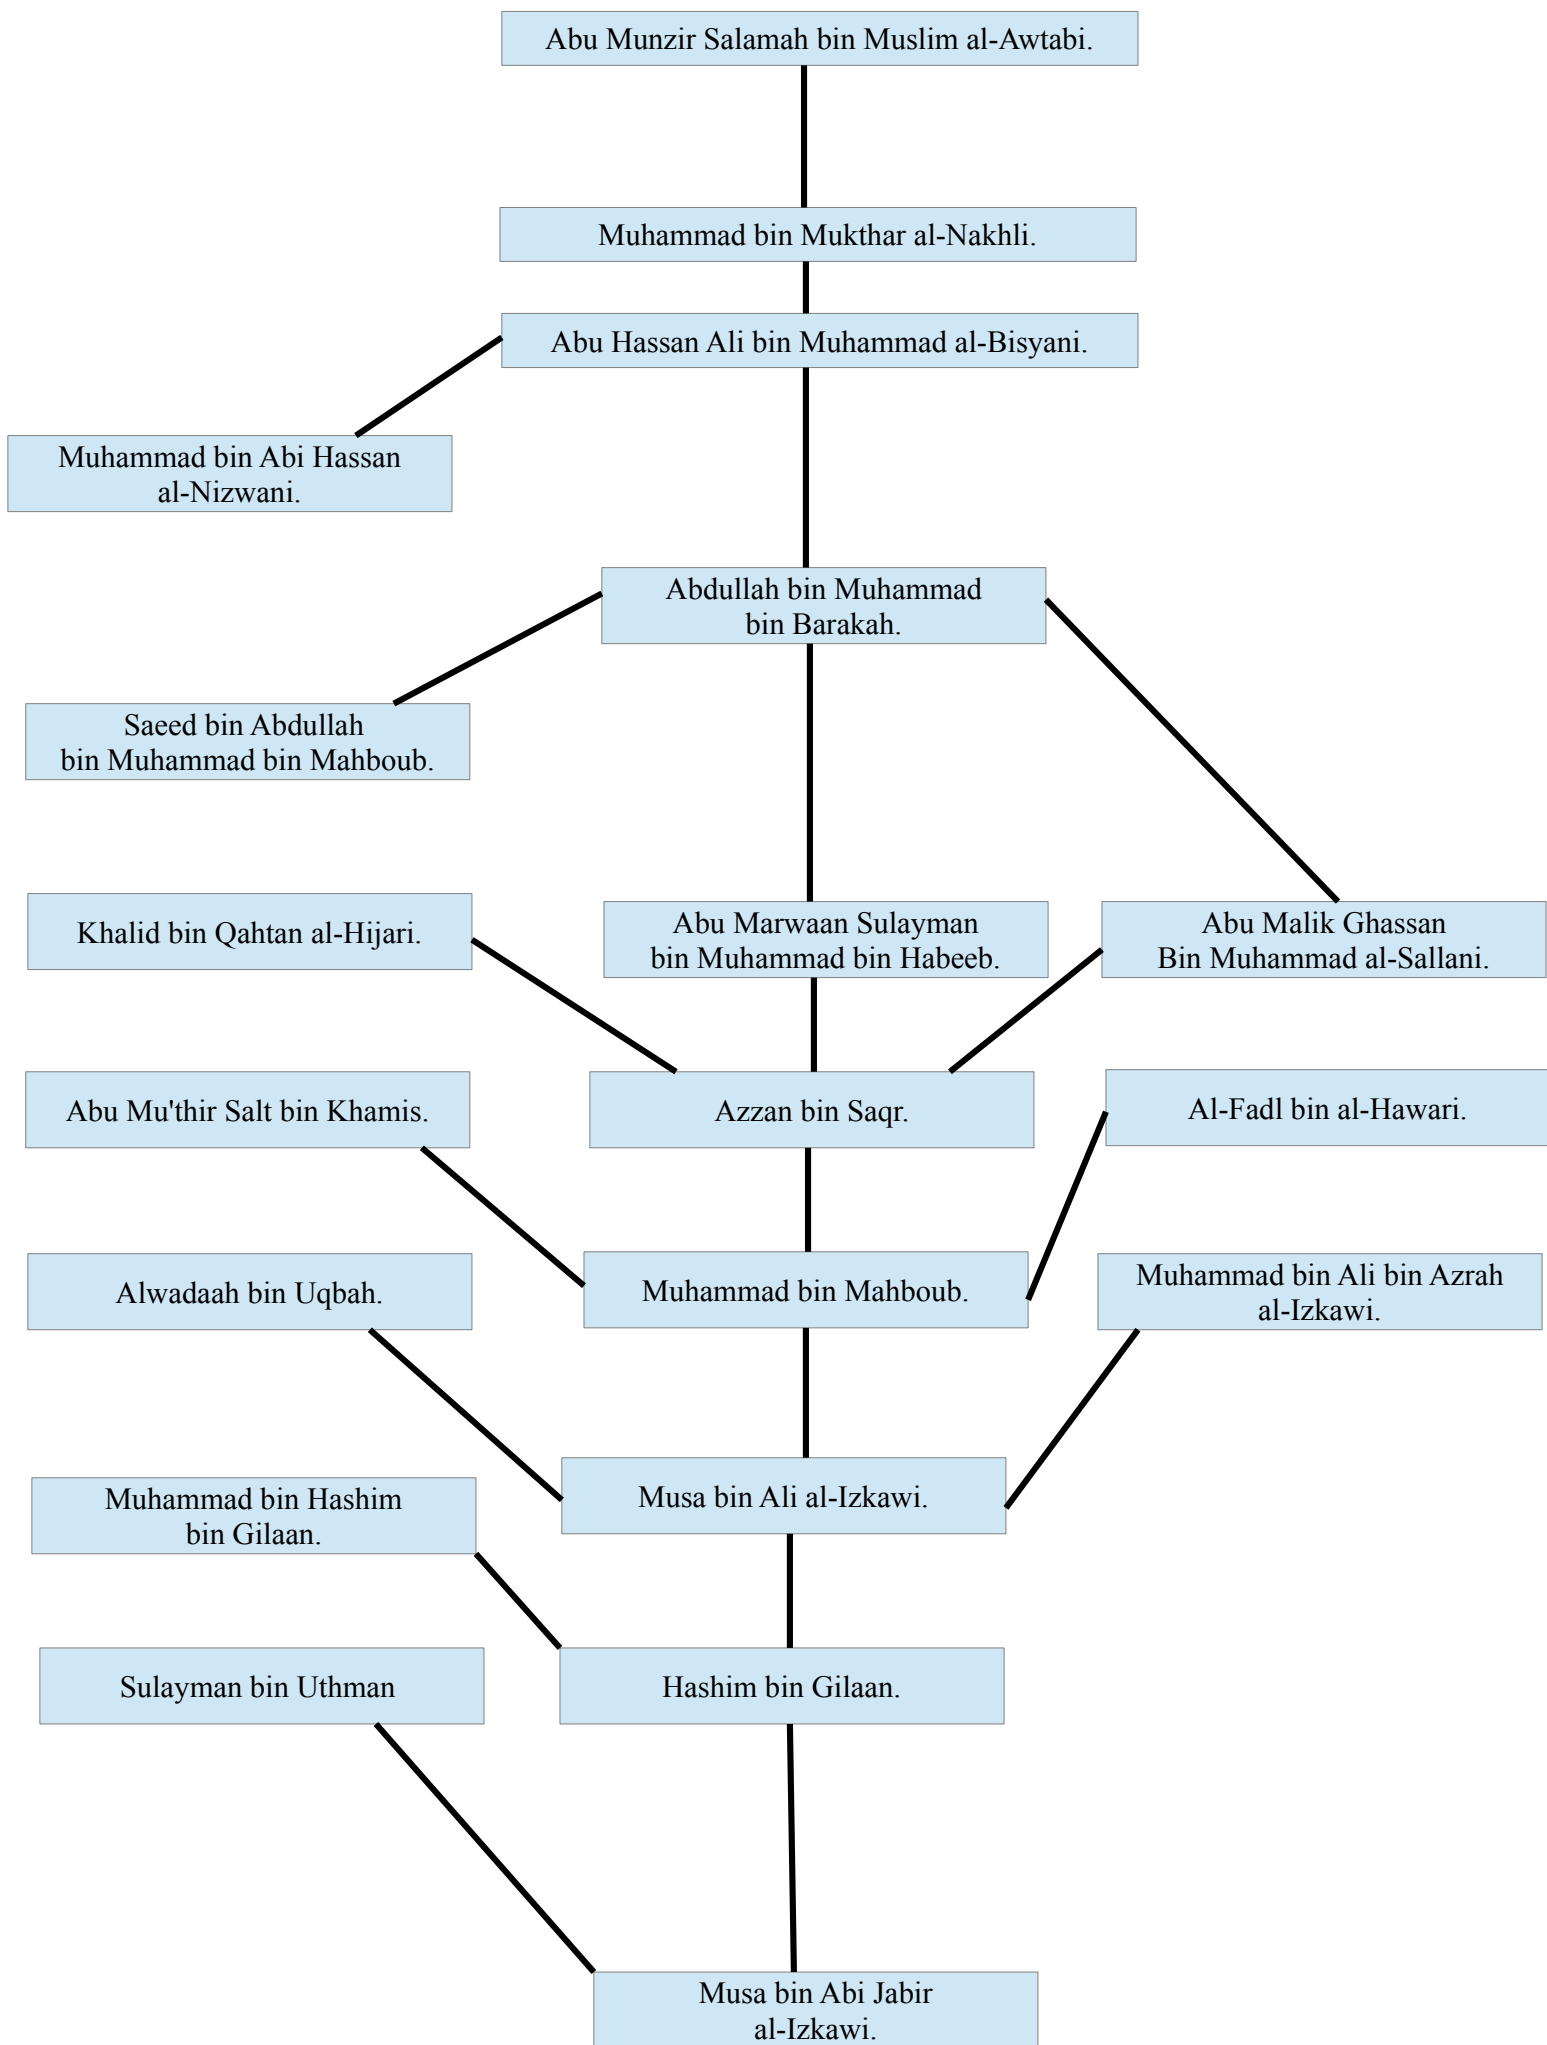 Abu Munzir Salamah bin Muslim al-Awtabi.
Muhammad bin Mukthar al-Nakhli.
Abu Hassan Ali bin Muhammad al-Bisyani.
Muhammad bin Abi Hassan
al-Nizwani.
Abdullah bin Muhammad
bin Barakah.
Saeed bin Abdullah
bin Muhammad bin Mahboub.
Khalid bin Qahtan al-Hijari.
Abu Marwaan Sulayman
bin Muhammad bin Habeeb.
Abu Malik Ghassan
Bin Muhammad al-Sallani.
Abu Mu'thir Salt bin Khamis.
Azzan bin Saqr.
Al-Fadl bin al-Hawari.
Alwadaah bin Uqbah.
Muhammad bin Mahboub.
Muhammad bin Ali bin Azrah
al-Izkawi.
Muhammad bin Hashim
bin Gilaan.
Musa bin Ali al-Izkawi.
Sulayman bin Uthman
Hashim bin Gilaan.
Musa bin Abi Jabir
al-Izkawi.